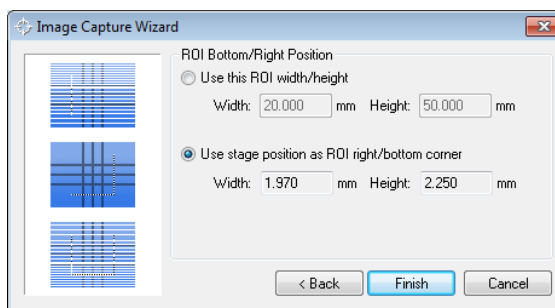 Image Capture Wizard
ROI Bottom/Right Position
Use this ROI width/height
Width: 20.000 mm Height: 50.000 mm
Use stage position as ROI right/bottom corner
Width: 1.970 mm Height: 2.250 mm
< Back Finish Cancel